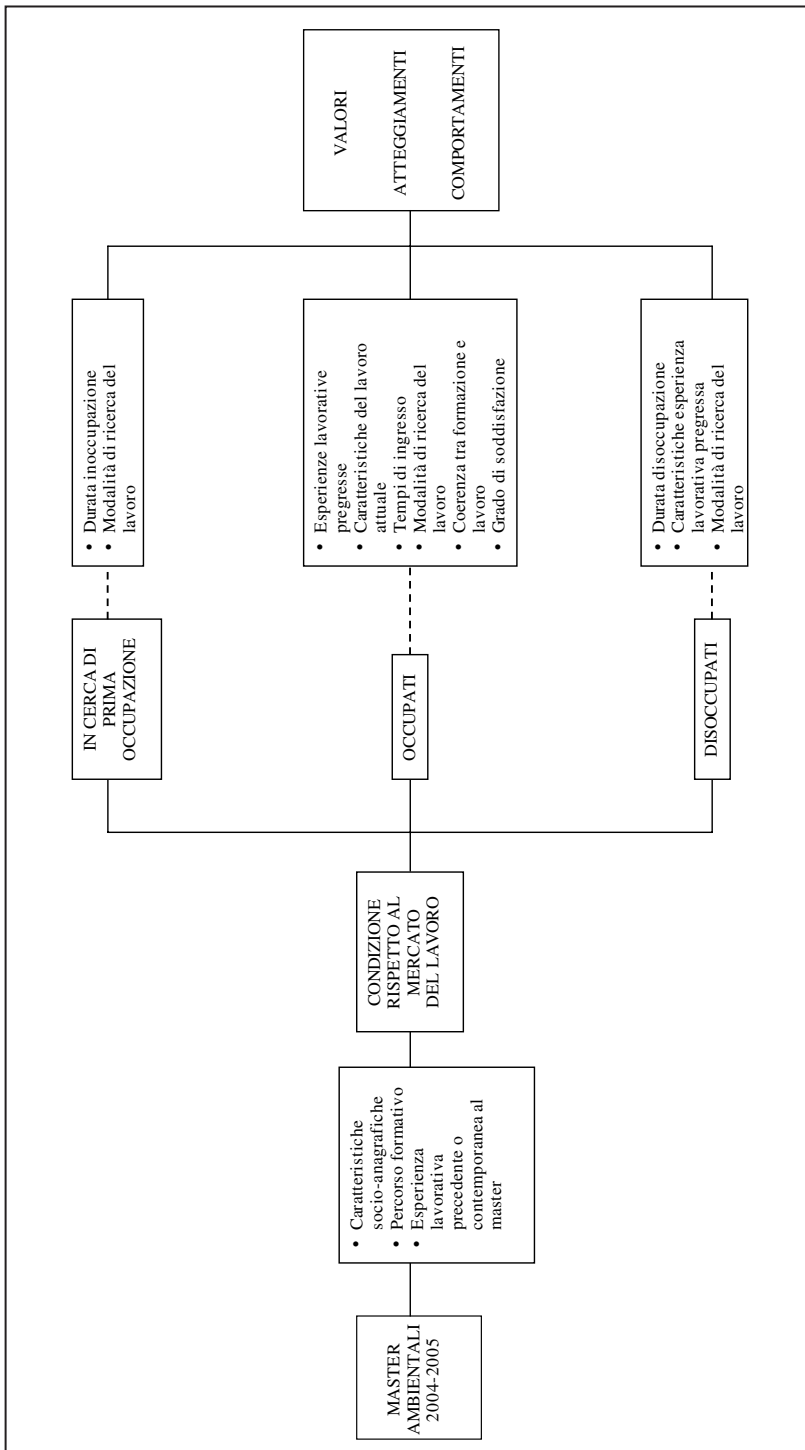 MASTER
AMBIENTALI
2004-2005
• Caratteristiche
socio-anagrafiche
• Percorso formativo
• Esperienza
lavorativa
precedente o
contemporanea al
master
CONDIZIONE
RISPETTO AL
MERCATO
DEL LAVORO
IN CERCA DI
PRIMA
OCCUPAZIONE
• Durata inoccupazione
• Modalità di ricerca del
lavoro
OCCUPATI
• Esperienze lavorative
pregresse
• Caratteristiche del lavoro
attuale
• Tempi di ingresso
• Modalità di ricerca del
lavoro
• Coerenza tra formazione e
lavoro
• Grado di soddisfazione
DISOCCUPATI
• Durata disoccupazione
• Caratteristiche esperienza
lavorativa pregressa
• Modalità di ricerca del
lavoro
VALORI
ATTEGGIAMENTI
COMPORTAMENTI